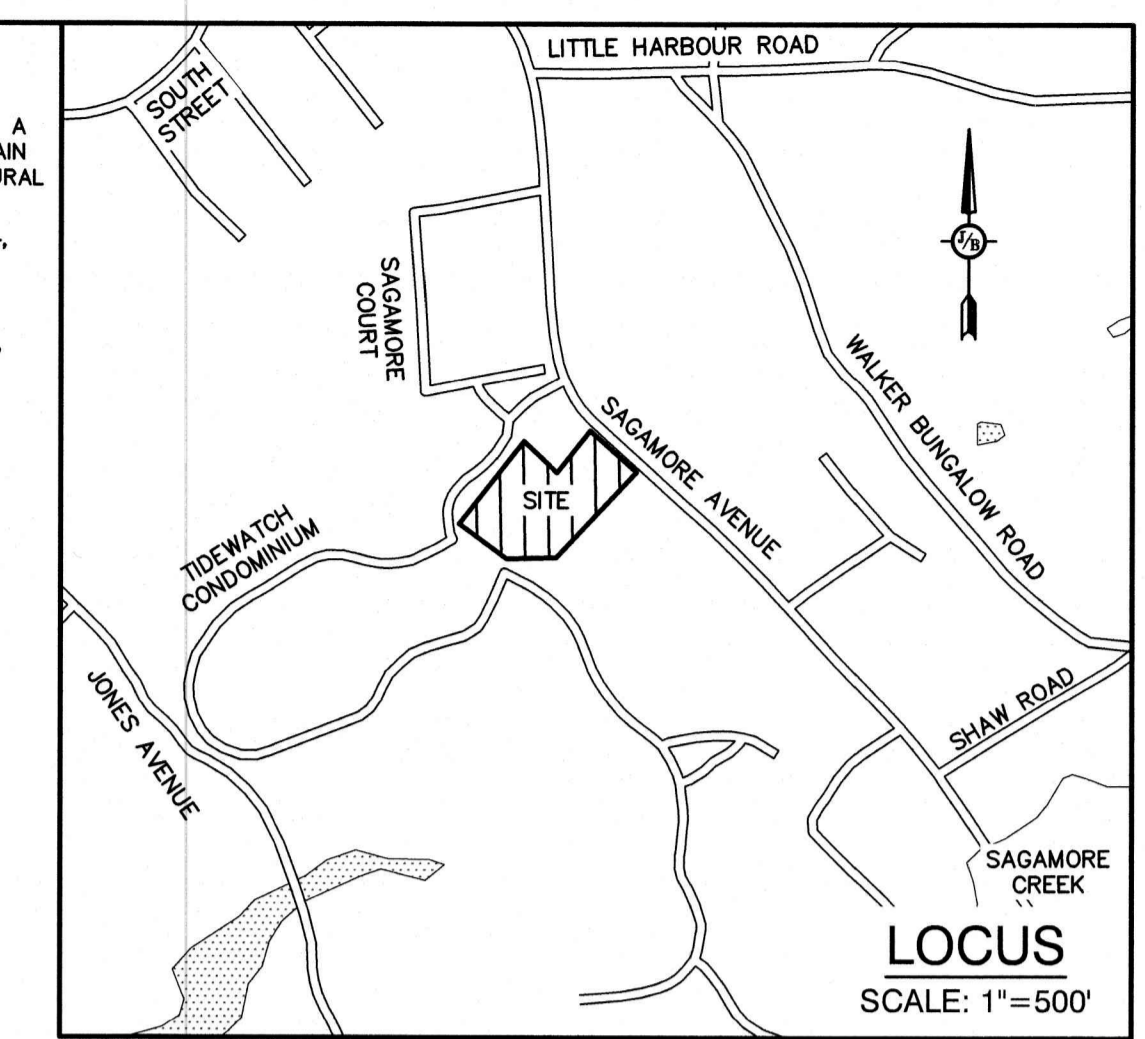 LITTLE HARBOUR ROAD
SOUTH
STREET
A
AIN
URAL
SAGAMORE
COURT
J/B
WALKER BUNGALOW ROAD
SAGAMORE AVENUE
SITE
TIDEWATCH
CONDOMINIUM
JONES AVENUE
SHAW ROAD
SAGAMORE
CREEK
LOCUS
SCALE: 1"=500'